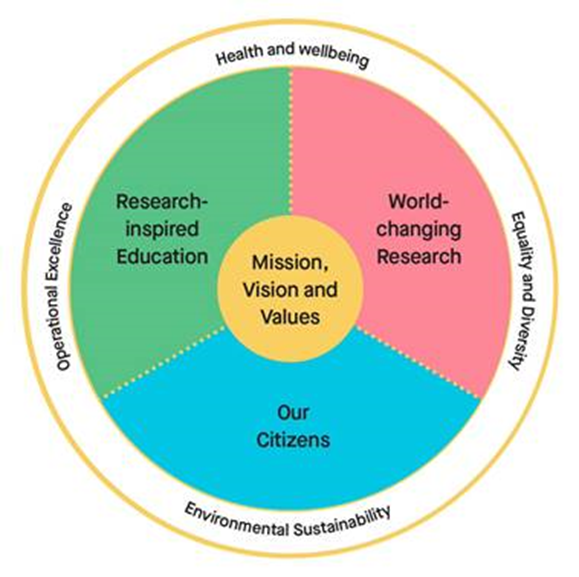 Health and wellbeing
Research-
inspired
Education
World-
changing
Research
Operational Excellence
Mission,
Vision and
Values
Equality and Diversity
Our
Citizens
Environmental Sustainability